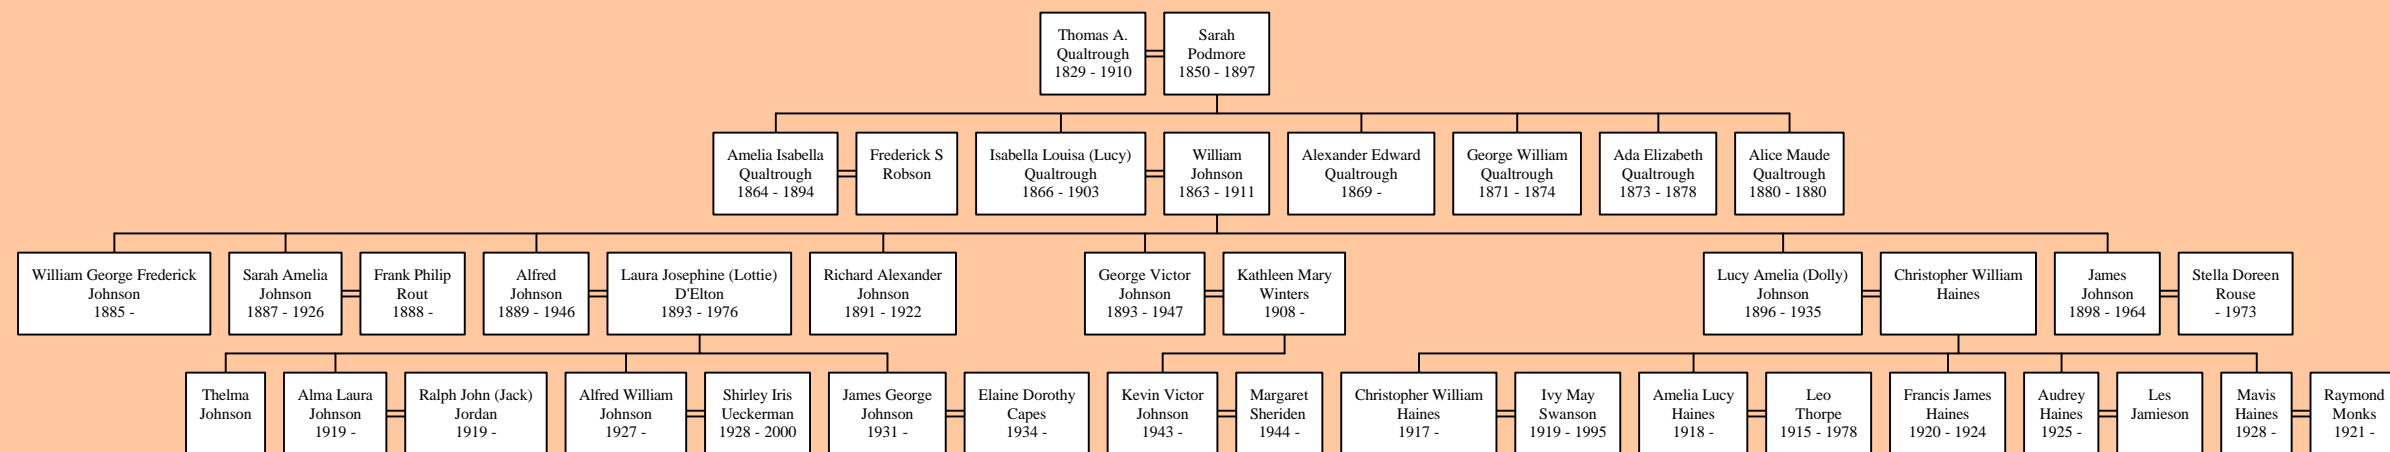 Thomas A.
Qualtrough
1829 - 1910
Sarah
Podmore
1850 - 1897
Amelia Isabella
Qualtrough
1864 - 1894
Frederick S
Robson
Isabella Louisa (Lucy)
Qualtrough
1866 - 1903
William
Johnson
1863 - 1911
Alexander Edward
Qualtrough
1869 -
George William
Qualtrough
1871 - 1874
Ada Elizabeth
Qualtrough
1873 - 1878
Alice Maude
Qualtrough
1880 - 1880
William George Frederick
Johnson
1885 -
Sarah Amelia
Johnson
1887 - 1926
Frank Philip
Rout
1888 -
Alfred
Johnson
1889 - 1946
Laura Josephine (Lottie)
D'Elton
1893 - 1976
Richard Alexander
Johnson
1891 - 1922
George Victor
Johnson
1893 - 1947
Kathleen Mary
Winters
1908 -
Lucy Amelia (Dolly)
Johnson
1896 - 1935
Christopher William
Haines
James
Johnson
1898 - 1964
Stella Doreen
Rouse
- 1973
Thelma
Johnson
Alma Laura
Johnson
1919 -
Ralph John (Jack)
Jordan
1919 -
Alfred William
Johnson
1927 -
Shirley Iris
Ueckerman
1928 - 2000
James George
Johnson
1931 -
Elaine Dorothy
Capes
1934 -
Kevin Victor
Johnson
1943 -
Margaret
Sheriden
1944 -
Christopher William
Haines
1917 -
Ivy May
Swanson
1919 - 1995
Amelia Lucy
Haines
1918 -
Leo
Thorpe
1915 - 1978
Francis James
Haines
1920 - 1924
Audrey
Haines
1925 -
Les
Jamieson
Mavis
Haines
1928 -
Raymond
Monks
1921 -